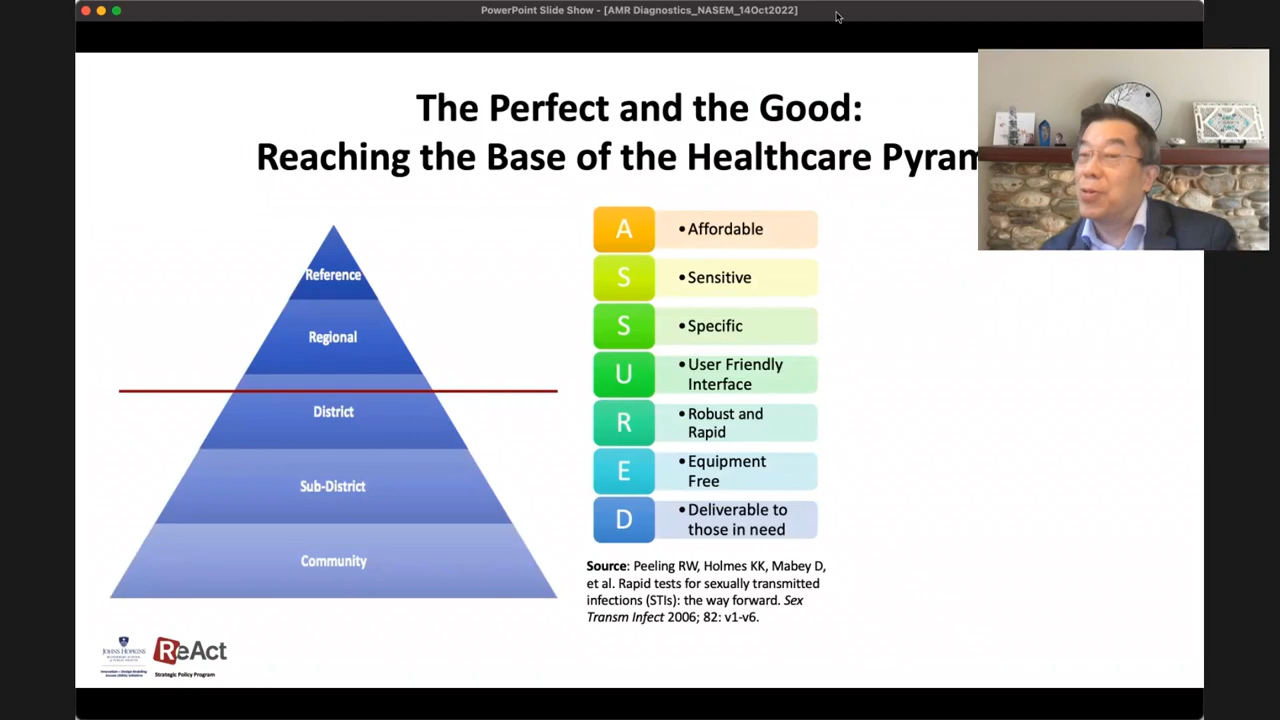 PowerPoint Slide Show - [AMR Diagnostics_NASEM_14Oct2022]
The Perfect and the Good:
Reaching the Base of the Healthcare Pyram
Reference
Regional
District
Sub-District
Community
A
• Affordable
S
• Sensitive
S
• Specific
U
• User Friendly
Interface
R
• Robust and
Rapid
E
• Equipment
Free
D
• Deliverable to
those in need
Source: Peeling RW, Holmes KK, Mabey D,
et al. Rapid tests for sexually transmitted
infections (STIs): the way forward. Sex
Transm Infect 2006; 82: v1-v6.
JOHNS HOPKINS
ReAct
Strategic Policy Program